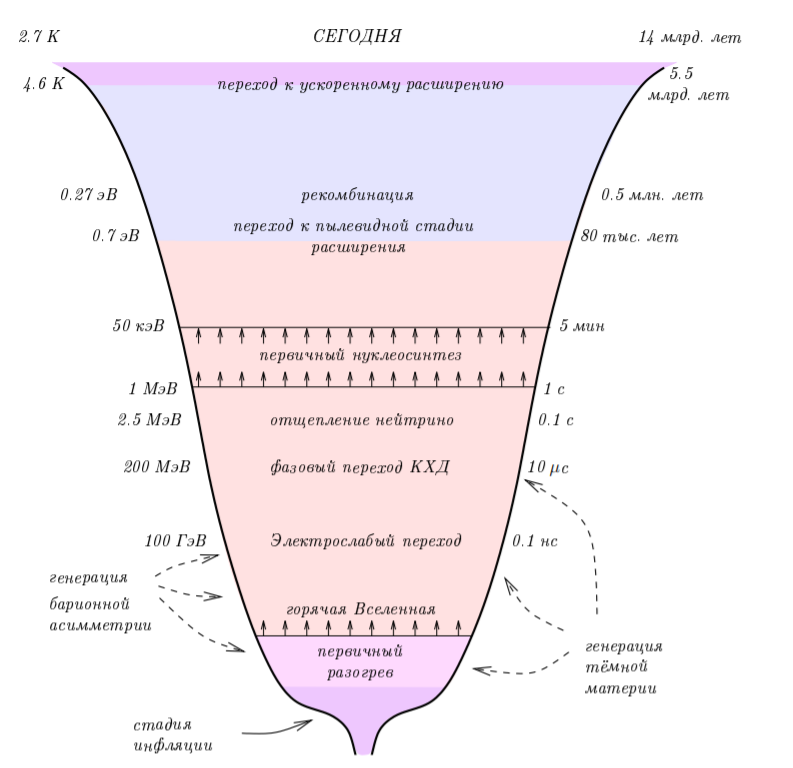 2.7 К СЕГОДНЯ 14 млрд. лет
4.6 К переход к ускоренному расширению 5.5
млрд. лет
0.27 эВ рекомбинация 0.5 млн. лет
переход к пылевидной стадии
0.7 эВ расширения 80 тыс. лет
50 кэВ 5 мин
первичный нуклеосинтез
1 МэВ 1 с
2.5 МэВ отщепление нейтрино 0.1 с
200 МэВ фазовый переход КХД 10 μс
100 ГэВ Электрослабый переход 0.1 нс
генерация
барионной
асимметрии
горячая Вселенная
первичный
разогрев
генерация
тёмной
материи
стадия
инфляции